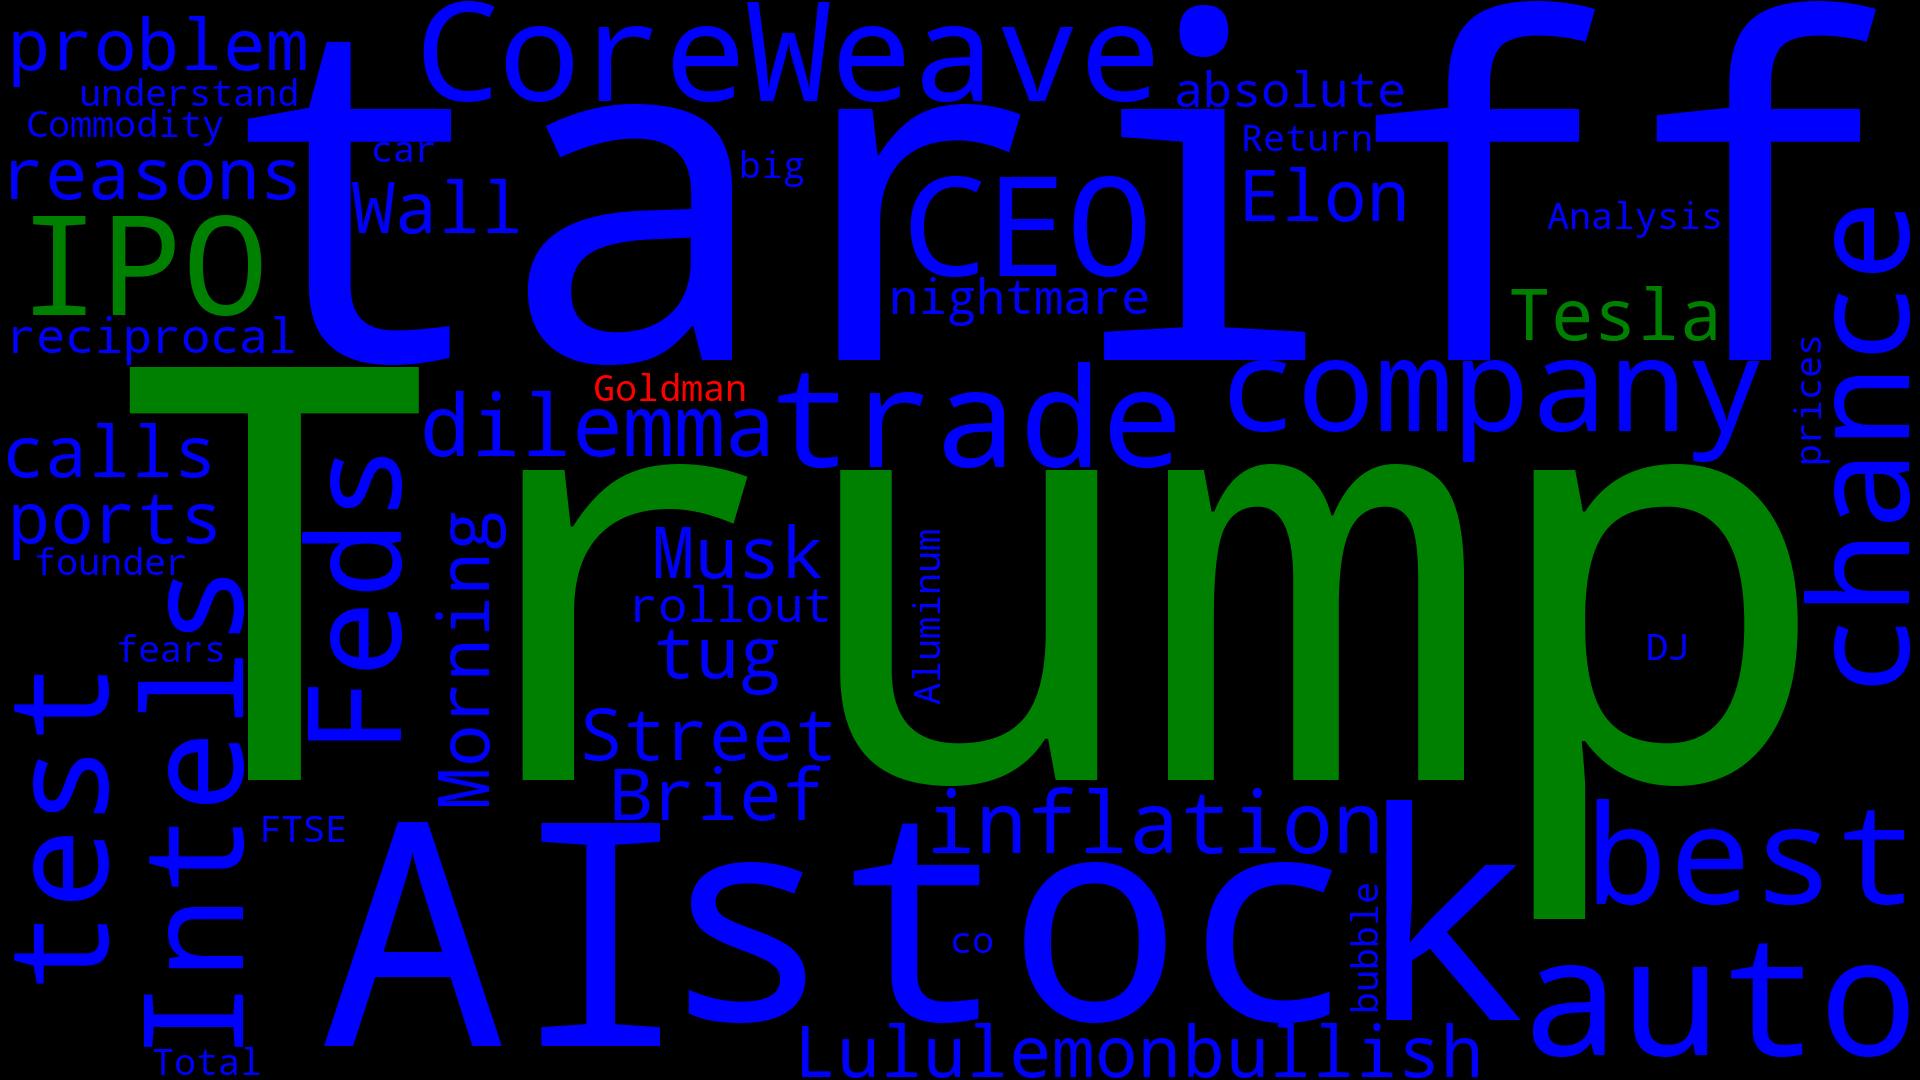 problem
CoreWeave
tariff
understand
absolute
Commodity
car
Return
big
reasons
Wall
CEO
Elon
Analysis
IPO
nightmare
Tesla
reciprocal
chance
prices
Goldman
dilemma
trade
company
Trump
calls
Feds
ports
Morning
Musk
Aluminum
founder
rollout
fears
tug
DJ
Intels
test
Street
Brief
FTSE
inflation
best
AI
stock
co
bubble
auto
Total
Lululemon
bullish